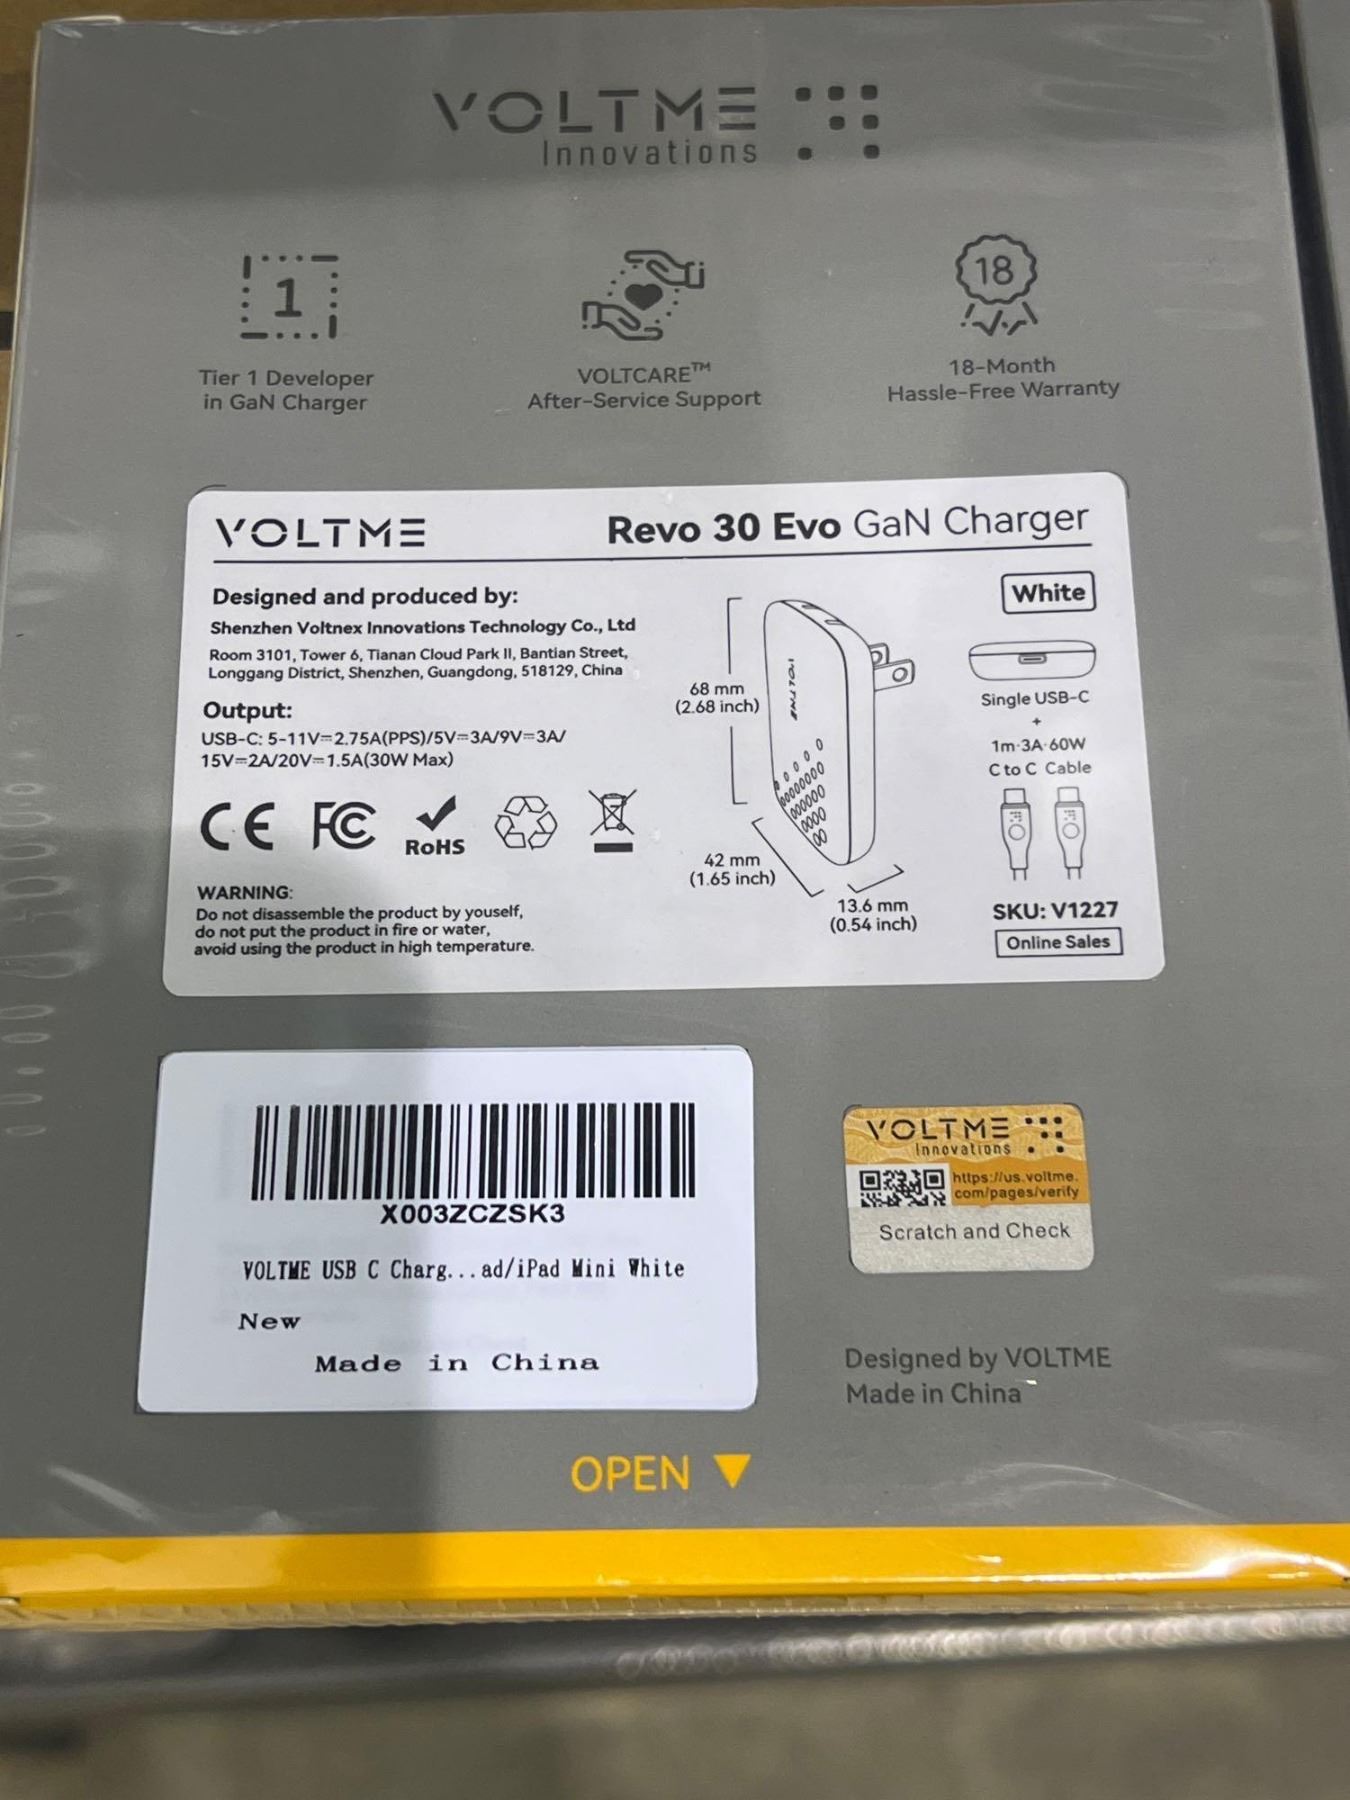 VOLTME
Innovations
1
Tier 1 Developer
in GaN Charger
VOLTCARE™
After-Service Support
18
18-Month
Hassle-Free Warranty
VOLTME
Revo 30 Evo GaN Charger
Designed and produced by:
Shenzhen Voltnex Innovations Technology Co., Ltd
Room 3101, Tower 6, Tianan Cloud Park II, Bantian Street,
Longgang District, Shenzhen, Guangdong, 518129, China
Output:
USB-C: 5-11V⎓2.75A(PPS)/5V⎓3A/9V⎓3A/
15V⎓2A/20V⎓1.5A(30W Max)
CE FC RoHS
WARNING:
Do not disassemble the product by youself,
do not put the product in fire or water,
avoid using the product in high temperature.
68 mm
(2.68 inch)
VOLTME
42 mm
(1.65 inch)
13.6 mm
(0.54 inch)
White
Single USB-C
+
1m·3A·60W
C to C Cable
SKU: V1227
Online Sales
X003ZCZSK3
VOLTME USB C Charg...ad/iPad Mini White
New
Made in China
VOLTME
Innovations
https://us.voltme.
com/pages/verify
Scratch and Check
Designed by VOLTME
Made in China
OPEN ▼